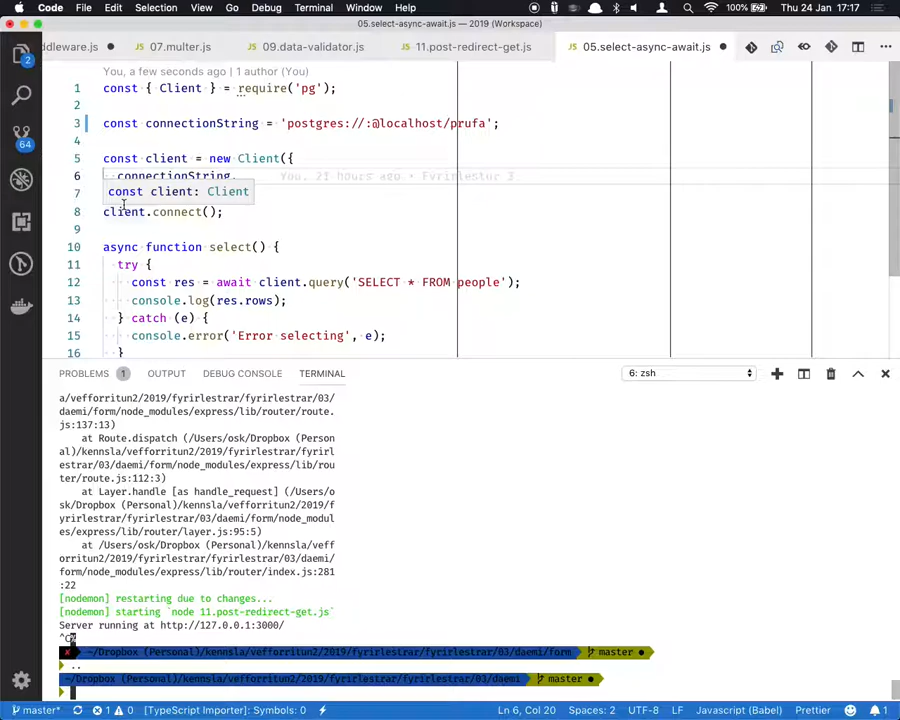 Code File Edit Selection View Go Debug Terminal Window Help 100% Thu 24 Jan 17:17
05.select-async-await.js — 2019 (Workspace)
ddleware.js ● 07.multer.js 09.data-validator.js 11.post-redirect-get.js 05.select-async-await.js ●
You, a few seconds ago | 1 author (You)
1 const { Client } = require('pg');
2
3 const connectionString = 'postgres://:@localhost/prufa';
4
5 const client = new Client({
6 connectionString, You, 21 hours ago • Fyrirlestur 3
7 const client: Client
8 client.connect();
9
10 async function select() {
11 try {
12 const res = await client.query('SELECT * FROM people');
13 console.log(res.rows);
14 } catch (e) {
15 console.error('Error selecting', e);
16 }
2
64
PROBLEMS 1 OUTPUT DEBUG CONSOLE TERMINAL 6: zsh
a/vefforritun2/2019/fyrirlestrar/fyrirlestrar/03/
daemi/form/node_modules/express/lib/router/route.
js:137:13)
at Route.dispatch (/Users/osk/Dropbox (Person
al)/kennsla/vefforritun2/2019/fyrirlestrar/fyrirl
estrar/03/daemi/form/node_modules/express/lib/rou
ter/route.js:112:3)
at Layer.handle [as handle_request] (/Users/o
sk/Dropbox (Personal)/kennsla/vefforritun2/2019/f
yrirlestrar/fyrirlestrar/03/daemi/form/node_modul
es/express/lib/router/layer.js:95:5)
at /Users/osk/Dropbox (Personal)/kennsla/veff
orritun2/2019/fyrirlestrar/fyrirlestrar/03/daemi/
form/node_modules/express/lib/router/index.js:281
:22
[nodemon] restarting due to changes...
[nodemon] starting `node 11.post-redirect-get.js`
Server running at http://127.0.0.1:3000/
^C%
✗ ~/Dropbox (Personal)/kennsla/vefforritun2/2019/fyrirlestrar/fyrirlestrar/03/daemi/form master ●
..
~/Dropbox (Personal)/kennsla/vefforritun2/2019/fyrirlestrar/fyrirlestrar/03/daemi master ●
master* 1 0 [TypeScript Importer]: Symbols: 0 Ln 6, Col 20 Spaces: 2 UTF-8 LF JavaScript (Babel) Prettier 1